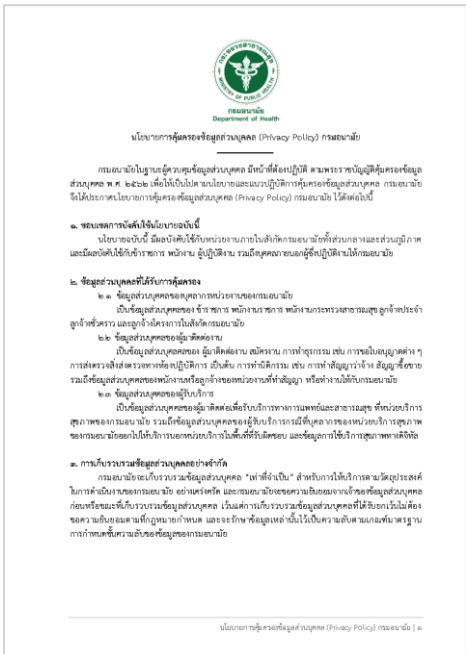 กระทรวงสาธารณสุข
MINISTRY OF PUBLIC HEALTH
กรมอนามัย
Department of Health
นโยบายการคุ้มครองข้อมูลส่วนบุคคล (Privacy Policy) กรมอนามัย
กรมอนามัยในฐานะผู้ควบคุมข้อมูลส่วนบุคคล มีหน้าที่ต้องปฏิบัติ ตามพระราชบัญญัติคุ้มครองข้อมูล
ส่วนบุคคล พ.ศ. ๒๕๖๒ เพื่อให้เป็นไปตามนโยบายและแนวปฏิบัติการคุ้มครองข้อมูลส่วนบุคคล กรมอนามัย
จึงได้ประกาศนโยบายการคุ้มครองข้อมูลส่วนบุคคล (Privacy Policy) กรมอนามัย ไว้ดังต่อไปนี้
๑. ขอบเขตการบังคับใช้นโยบายฉบับนี้
นโยบายฉบับนี้ มีผลบังคับใช้กับหน่วยงานภายในสังกัดกรมอนามัยทั้งส่วนกลางและส่วนภูมิภาค
และมีผลบังคับใช้กับข้าราชการ พนักงาน ผู้ปฏิบัติงาน รวมถึงบุคคลภายนอกผู้ซึ่งปฏิบัติงานให้กรมอนามัย
๒. ข้อมูลส่วนบุคคลที่ได้รับการคุ้มครอง
๒.๑ ข้อมูลส่วนบุคคลของบุคลากรหน่วยงานของกรมอนามัย
เป็นข้อมูลส่วนบุคคลของ ข้าราชการ พนักงานราชการ พนักงานกระทรวงสาธารณสุข ลูกจ้างประจำ
ลูกจ้างชั่วคราว และลูกจ้างโครงการในสังกัดกรมอนามัย
๒.๒ ข้อมูลส่วนบุคคลของผู้มาติดต่องาน
เป็นข้อมูลส่วนบุคคลของ ผู้มาติดต่องาน สมัครงาน การทำธุรกรรม เช่น การขอใบอนุญาตต่าง ๆ
การส่งตรวจสิ่งส่งตรวจทางห้องปฏิบัติการ เป็นต้น การทำนิติกรรม เช่น การทำสัญญาว่าจ้าง สัญญาซื้อขาย
รวมถึงข้อมูลส่วนบุคคลของพนักงานหรือลูกจ้างของหน่วยงานที่ทำสัญญา หรือทำงานให้กับกรมอนามัย
๒.๓ ข้อมูลส่วนบุคคลของผู้รับบริการ
เป็นข้อมูลส่วนบุคคลของผู้มาติดต่อเพื่อรับบริการทางการแพทย์และสาธารณสุข ที่หน่วยบริการ
สุขภาพของกรมอนามัย รวมถึงข้อมูลส่วนบุคคลของผู้รับบริการกรณีที่บุคลากรของหน่วยบริการสุขภาพ
ของกรมอนามัยออกไปให้บริการนอกหน่วยบริการในพื้นที่ที่รับผิดชอบ และข้อมูลการใช้บริการสุขภาพทางดิจิทัล
๓. การเก็บรวบรวมข้อมูลส่วนบุคคลอย่างจำกัด
กรมอนามัยจะเก็บรวบรวมข้อมูลส่วนบุคคล "เท่าที่จำเป็น" สำหรับการให้บริการตามวัตถุประสงค์
ในการดำเนินงานของกรมอนามัย อย่างเคร่งครัด และกรมอนามัยจะขอความยินยอมจากเจ้าของข้อมูลส่วนบุคคล
ก่อนหรือขณะที่เก็บรวบรวมข้อมูลส่วนบุคคล เว้นแต่การเก็บรวบรวมข้อมูลส่วนบุคคลที่ได้รับยกเว้นไม่ต้อง
ขอความยินยอมตามที่กฎหมายกำหนด และจะรักษาข้อมูลเหล่านั้นไว้เป็นความลับตามเกณฑ์มาตรฐาน
การกำหนดชั้นความลับของข้อมูลของกรมอนามัย
นโยบายการคุ้มครองข้อมูลส่วนบุคคล (Privacy Policy) กรมอนามัย | ๑